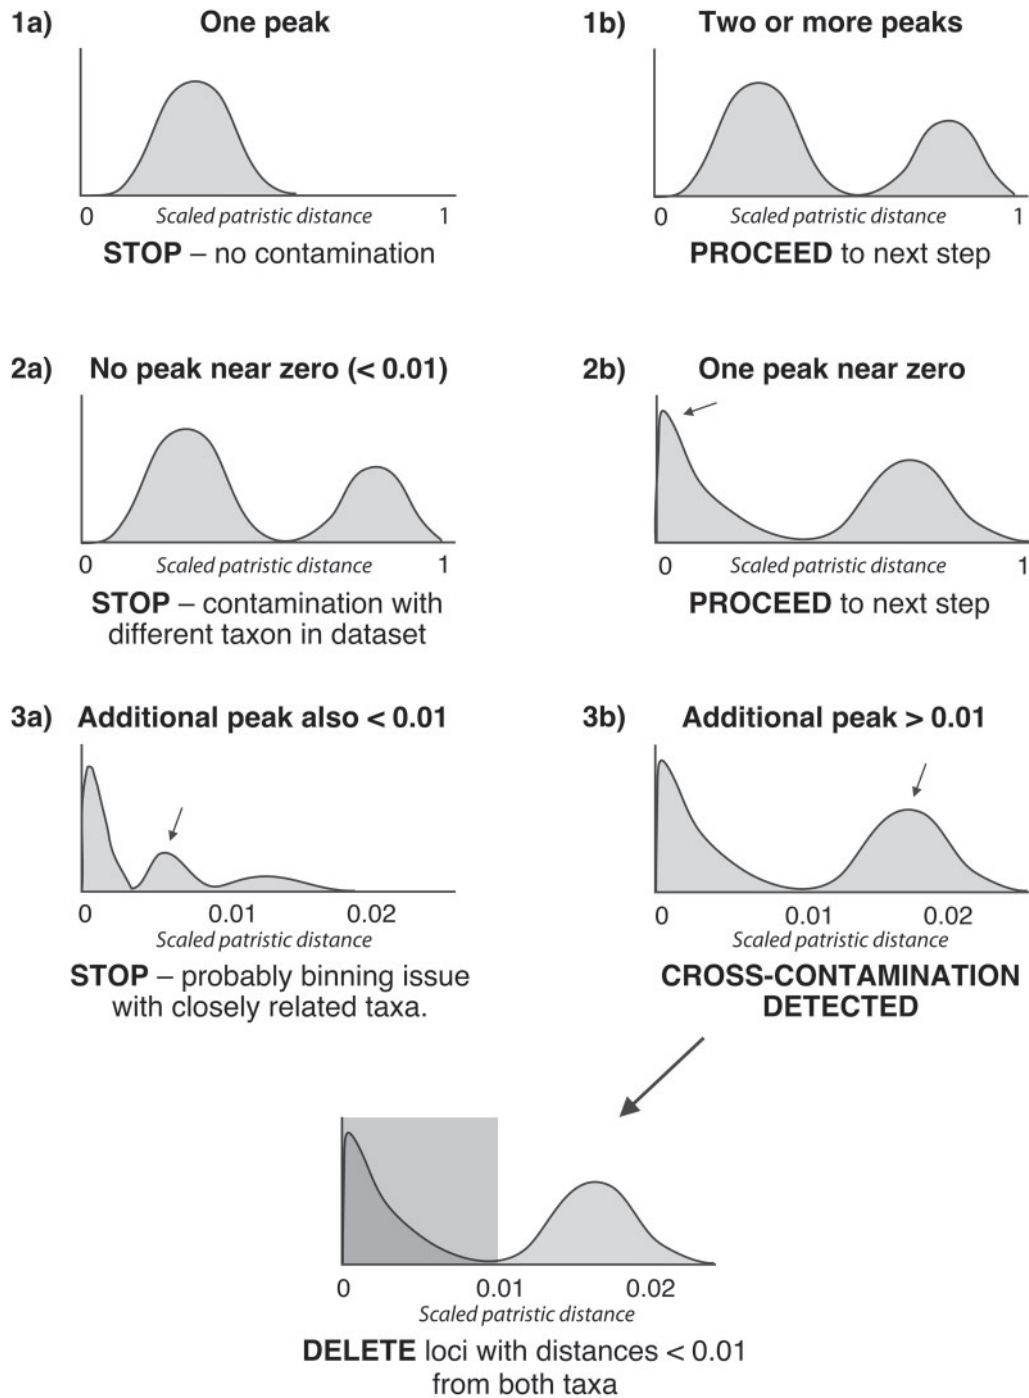 1a) One peak
0 Scaled patristic distance 1
STOP – no contamination
1b) Two or more peaks
0 Scaled patristic distance 1
PROCEED to next step
2a) No peak near zero (< 0.01)
0 Scaled patristic distance 1
STOP – contamination with
different taxon in dataset
2b) One peak near zero
0 Scaled patristic distance 1
PROCEED to next step
3a) Additional peak also < 0.01
0 0.01 0.02
Scaled patristic distance
STOP – probably binning issue
with closely related taxa.
3b) Additional peak > 0.01
0 0.01 0.02
Scaled patristic distance
CROSS-CONTAMINATION
DETECTED
0 0.01 0.02
Scaled patristic distance
DELETE loci with distances < 0.01
from both taxa